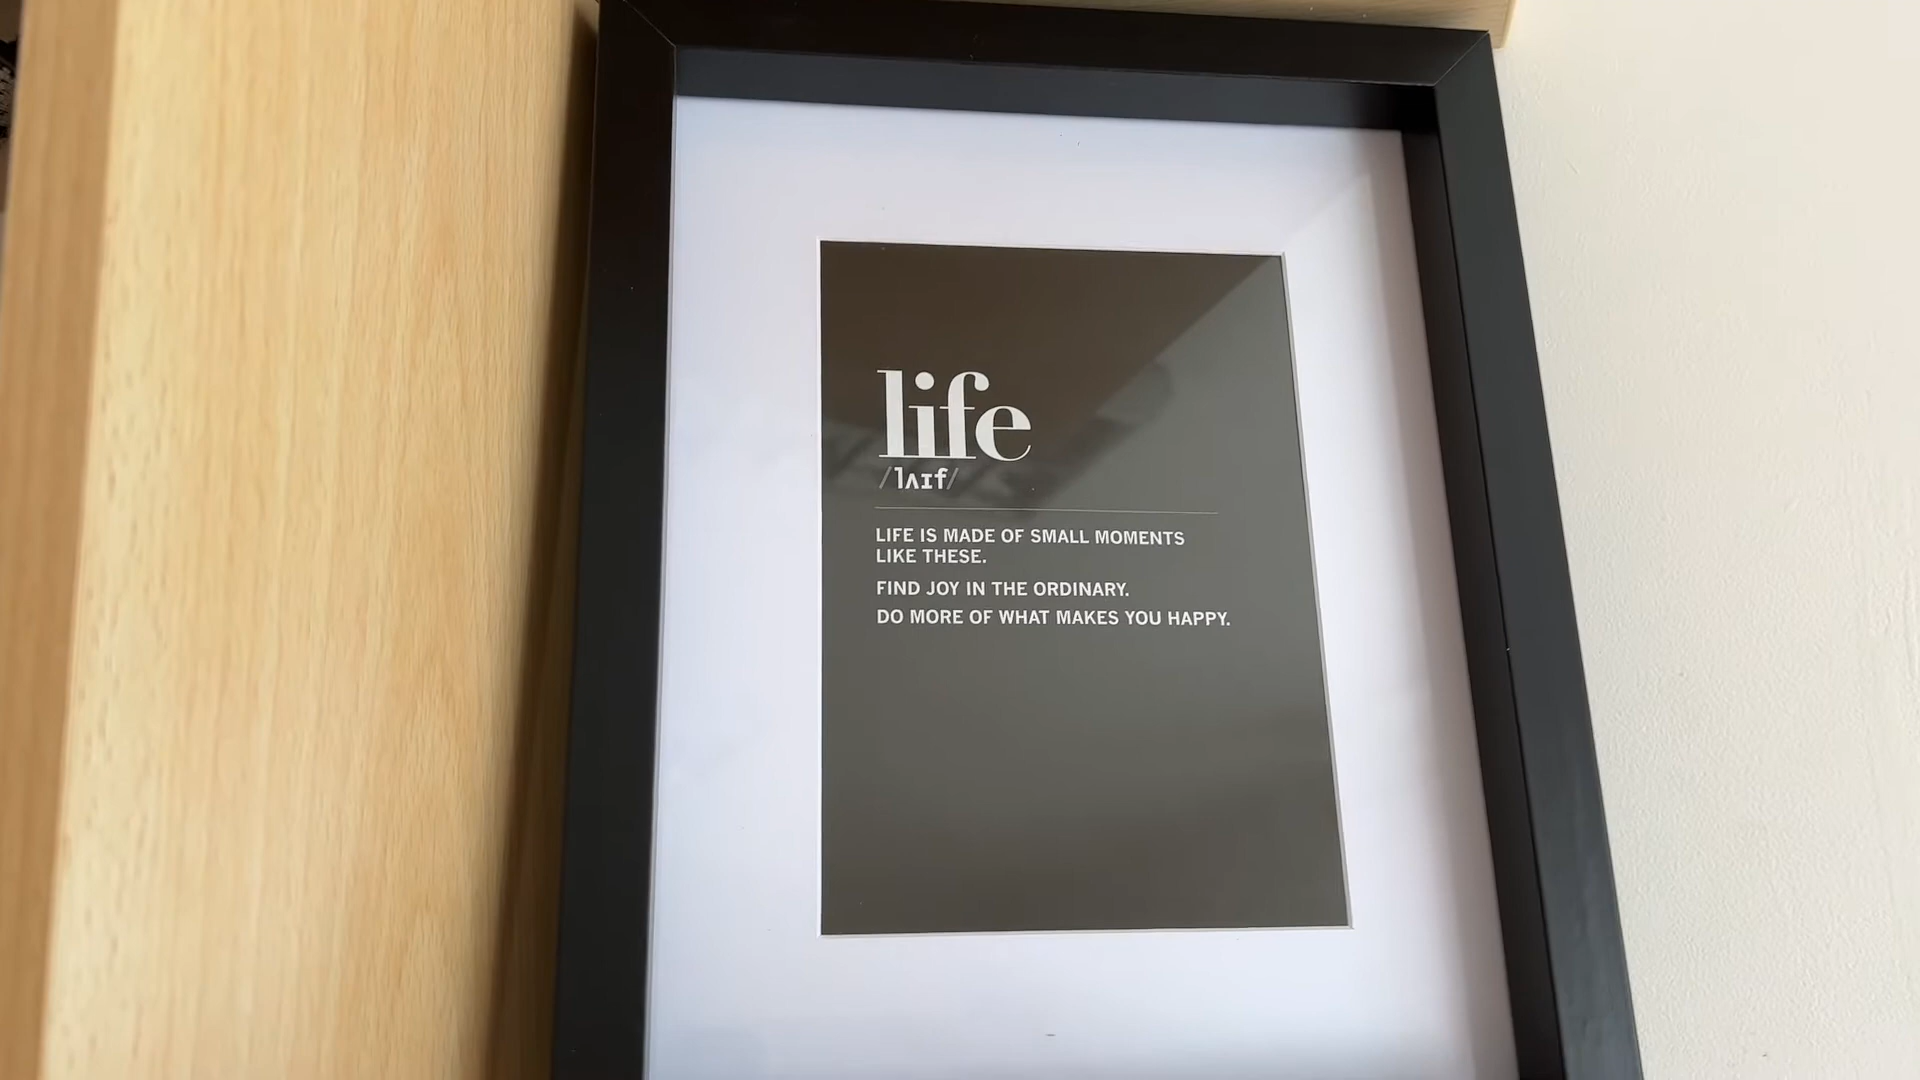 life
/lʌɪf/
LIFE IS MADE OF SMALL MOMENTS
LIKE THESE.
FIND JOY IN THE ORDINARY.
DO MORE OF WHAT MAKES YOU HAPPY.